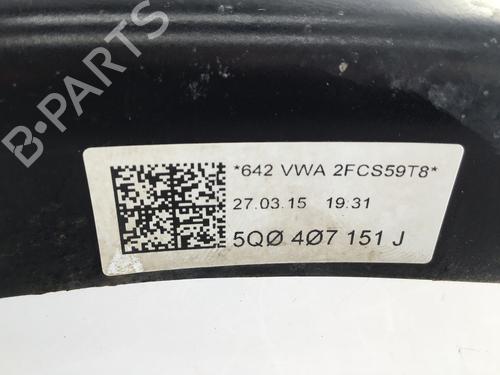 B-PARTS
*642 VWA 2FCS59T8*
27.03.15 19.31
5QØ 4Ø7 151 J